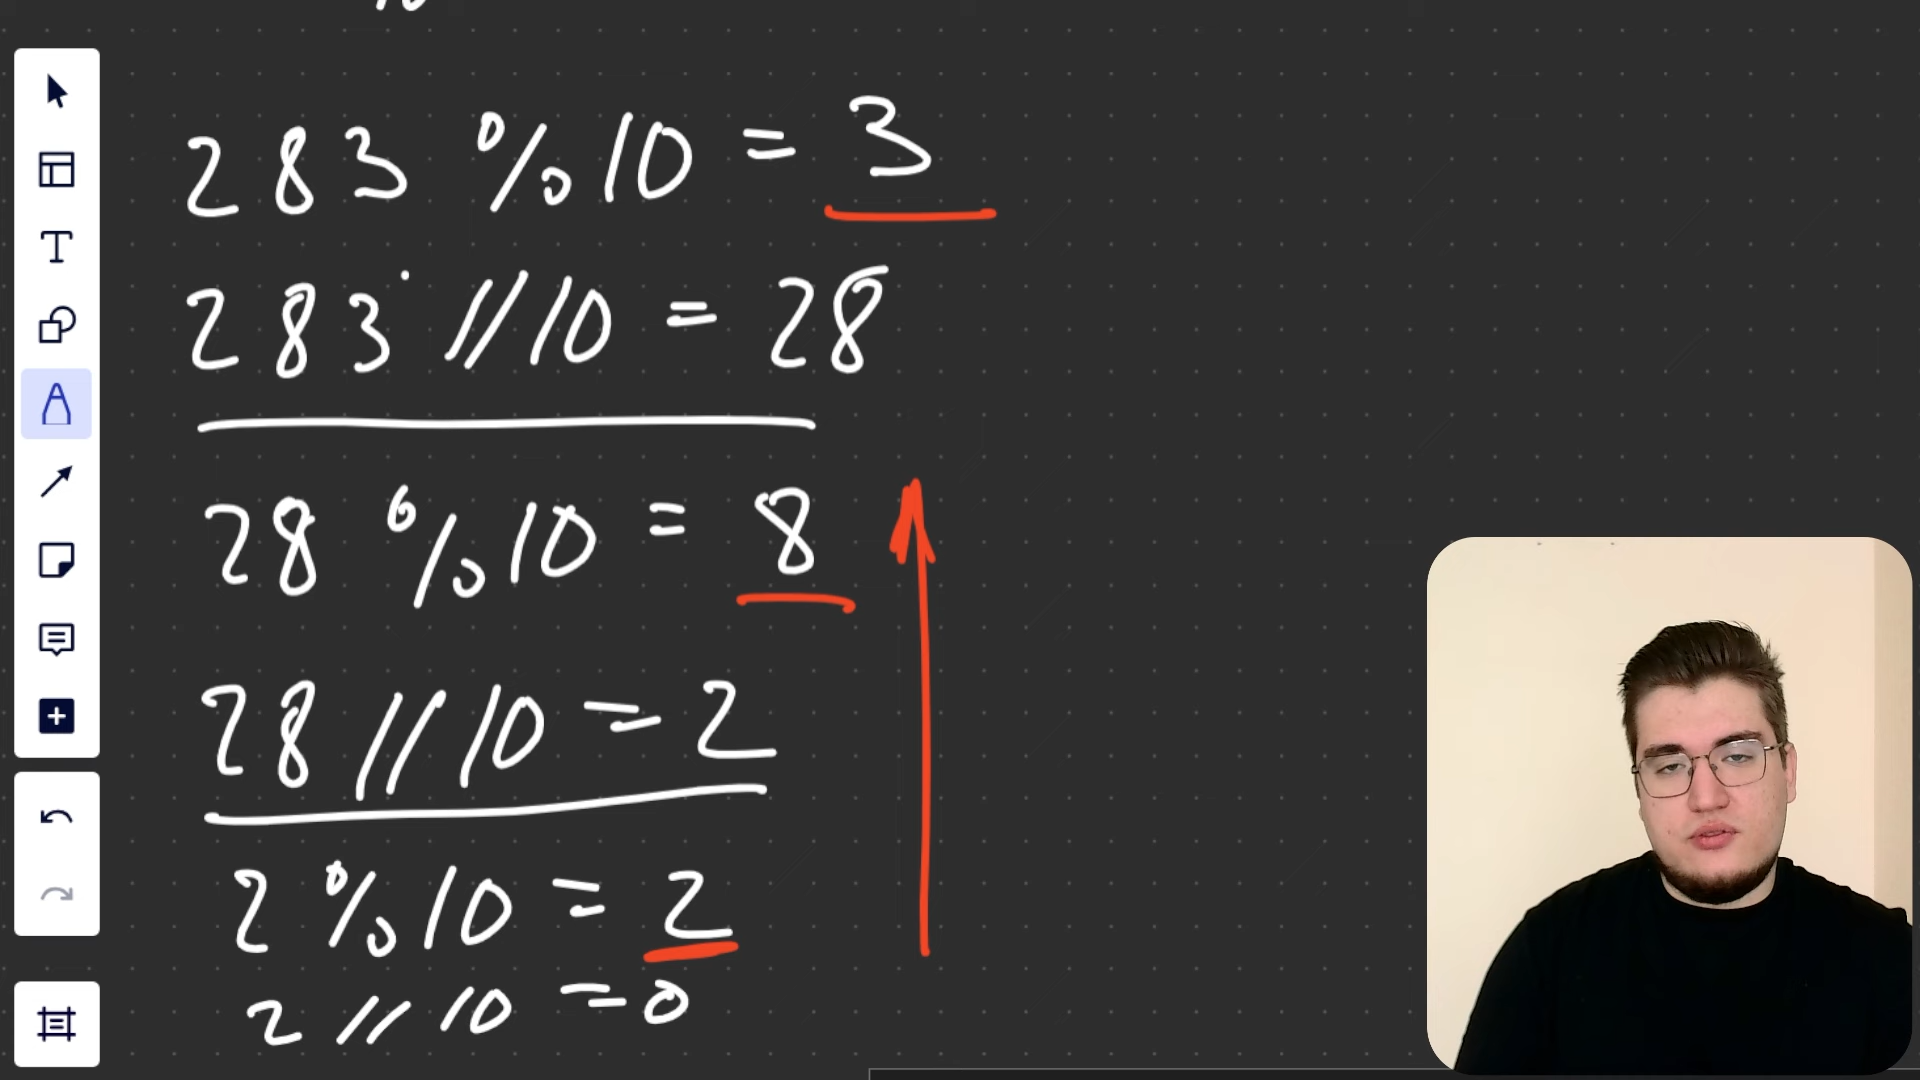 283 % 10 = 3
283 // 10 = 28
28 % 10 = 8
28 // 10 = 2
2 % 10 = 2
2 // 10 = 0